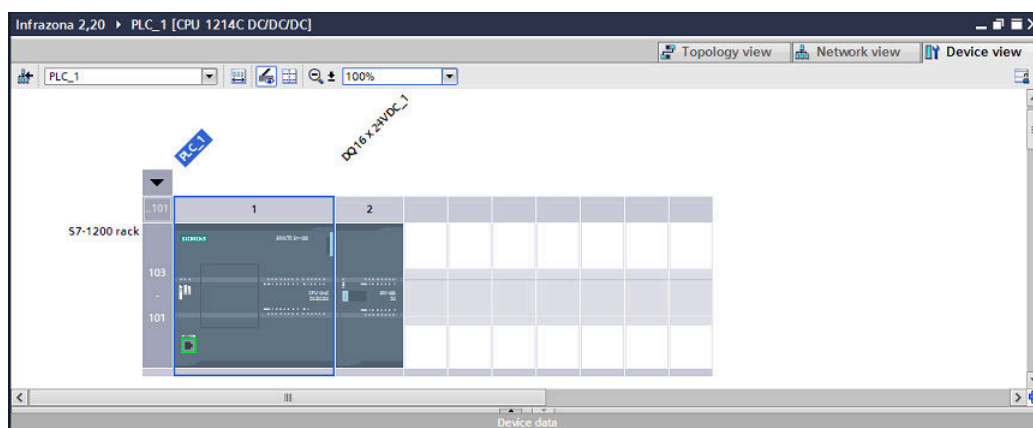 Infrazona 2,20 ▸ PLC_1 [CPU 1214C DC/DC/DC]
Topology view
Network view
Device view
PLC_1
100%
PLC_1
DQ 16 x 24VDC_1
...101
1
2
S7-1200 rack
SIEMENS
103
-
101
Device data